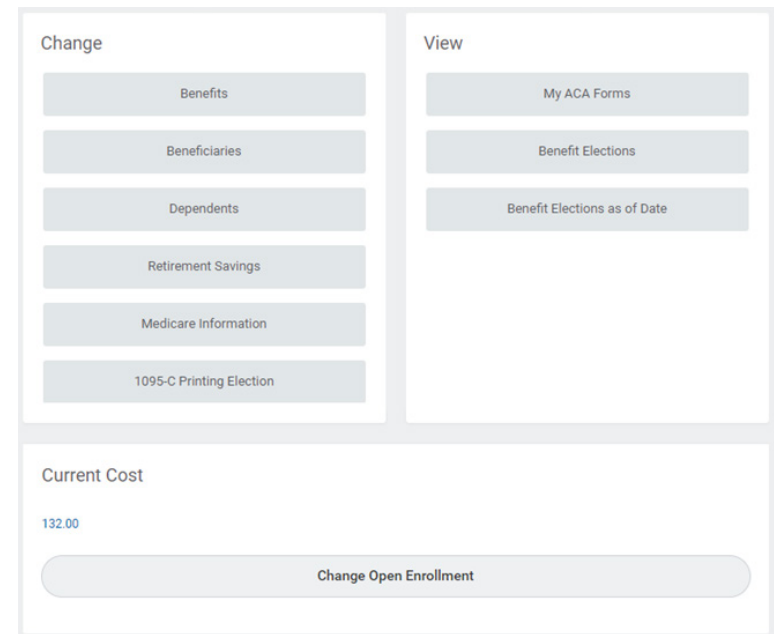 Change
Benefits
Beneficiaries
Dependents
Retirement Savings
Medicare Information
1095-C Printing Election
View
My ACA Forms
Benefit Elections
Benefit Elections as of Date
Current Cost
132.00
Change Open Enrollment